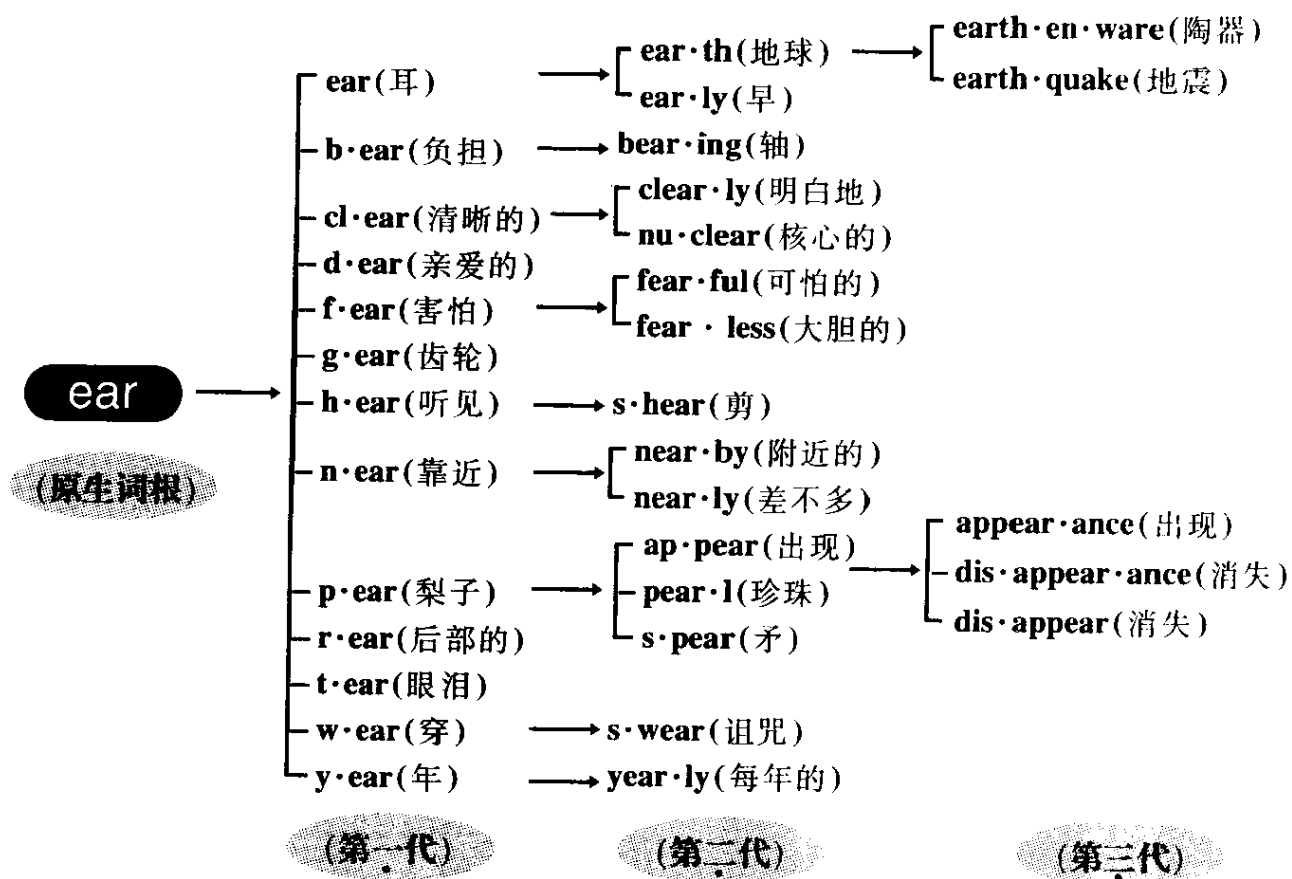 ear
(原生词根)
ear(耳)
b·ear(负担)
cl·ear(清晰的)
d·ear(亲爱的)
f·ear(害怕)
g·ear(齿轮)
h·ear(听见)
n·ear(靠近)
p·ear(梨子)
r·ear(后部的)
t·ear(眼泪)
w·ear(穿)
y·ear(年)
(第一代)
ear·th(地球)
ear·ly(早)
bear·ing(轴)
clear·ly(明白地)
nu·clear(核心的)
fear·ful(可怕的)
fear·less(大胆的)
s·hear(剪)
near·by(附近的)
near·ly(差不多)
ap·pear(出现)
pear·l(珍珠)
s·pear(矛)
s·wear(诅咒)
year·ly(每年的)
(第二代)
earth·en·ware(陶器)
earth·quake(地震)
appear·ance(出现)
dis·appear·ance(消失)
dis·appear(消失)
(第三代)